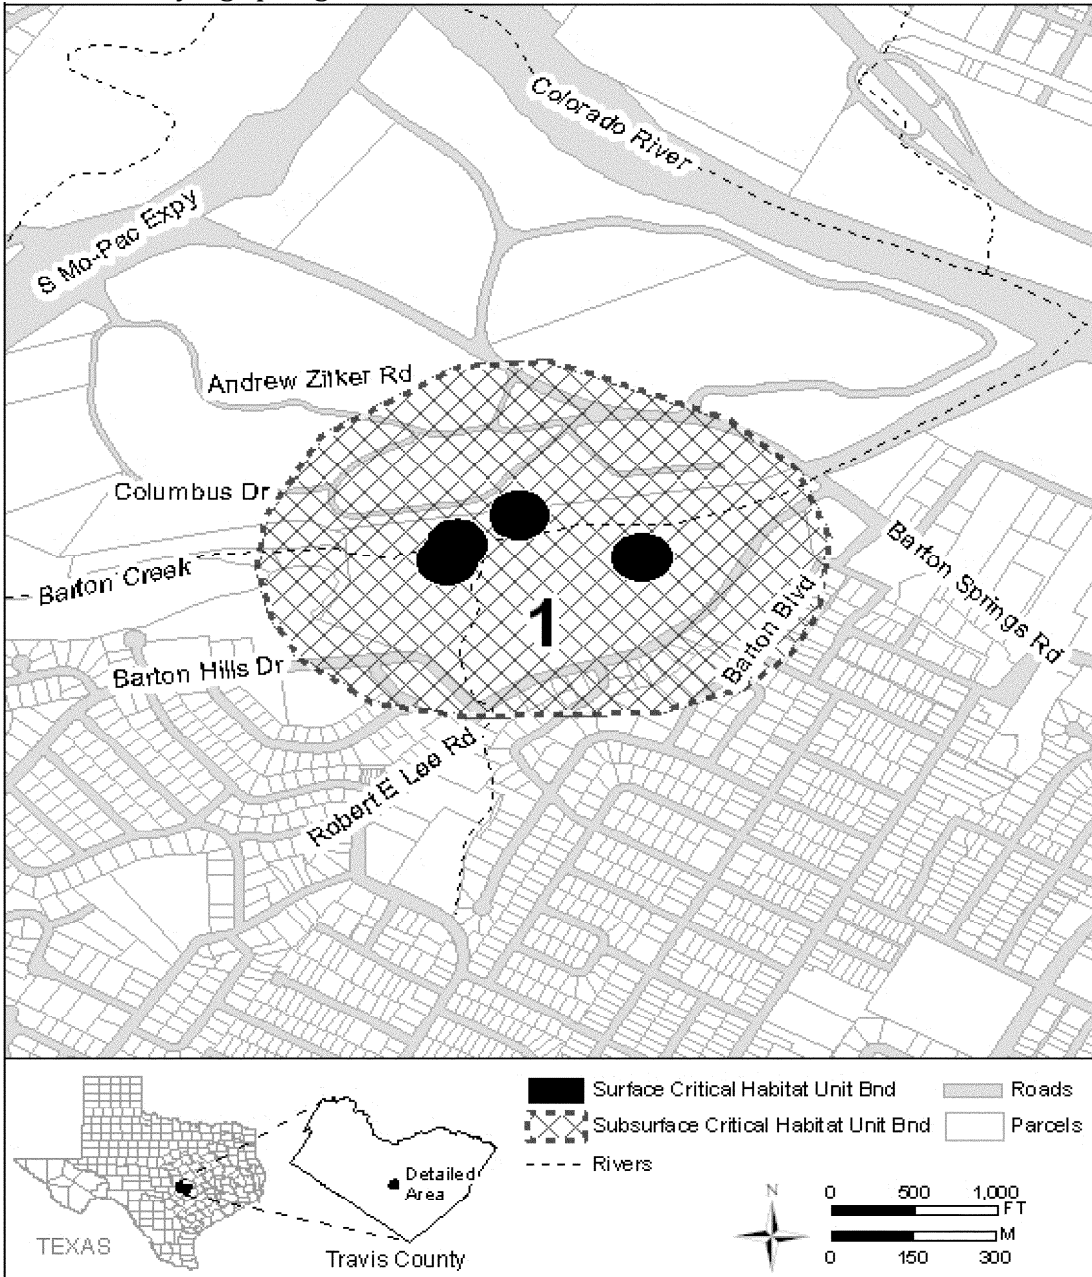 Colorado River
S Mo-Pac Expy
Andrew Zilker Rd
Columbus Dr
Barton Creek
Barton Springs Rd
1
Barton Blvd
Barton Hills Dr
Robert E Lee Rd
Surface Critical Habitat Unit Bnd
Roads
Subsurface Critical Habitat Unit Bnd
Parcels
Rivers
Detailed
Area
TEXAS
Travis County
N
0 500 1,000
FT
M
0 150 300